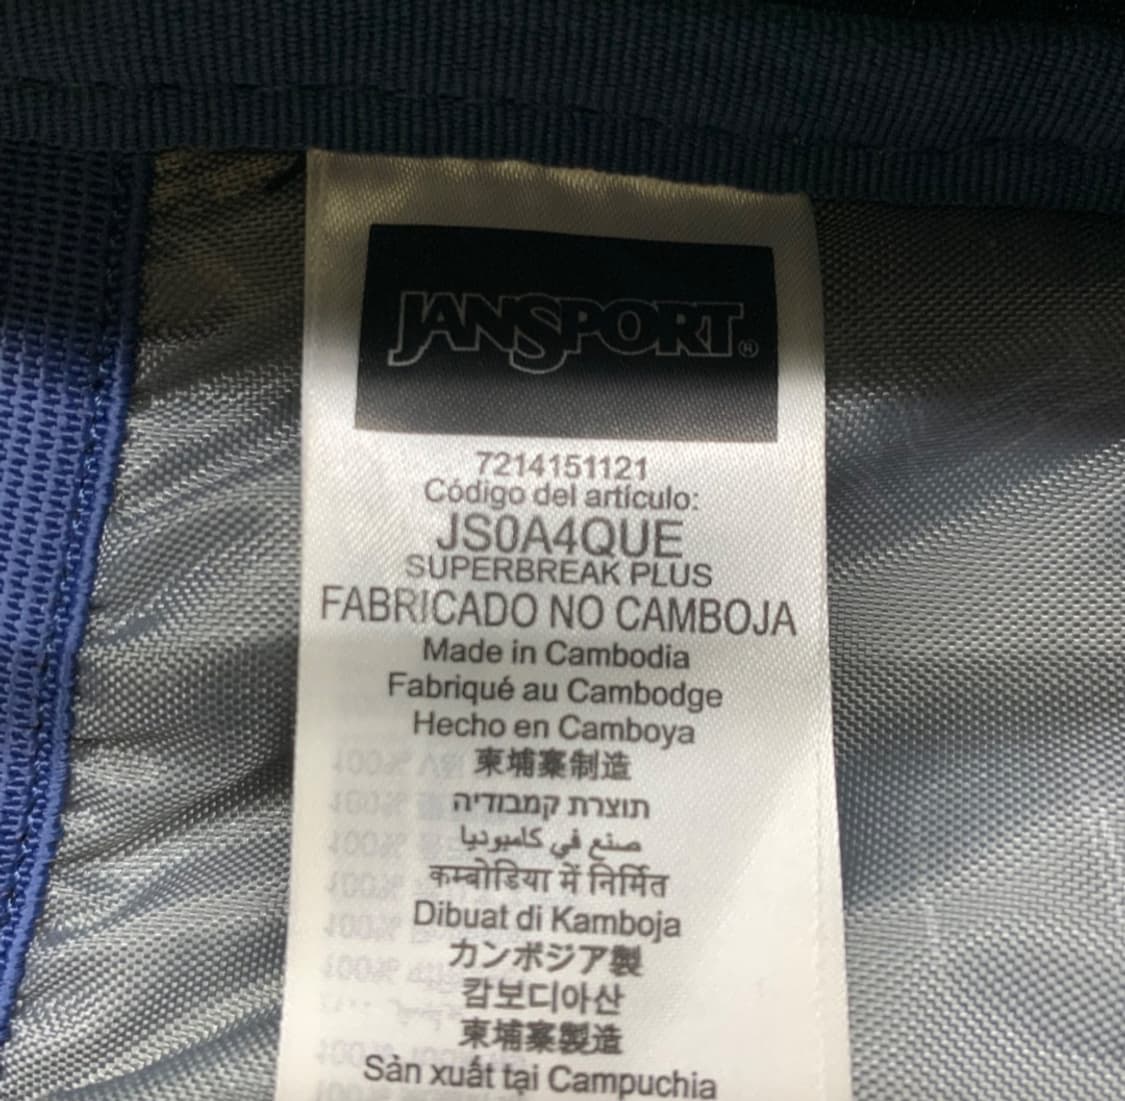 JANSPORT®
7214151121
Código del artículo:
JS0A4QUE
SUPERBREAK PLUS
FABRICADO NO CAMBOJA
Made in Cambodia
Fabriqué au Cambodge
Hecho en Camboya
柬埔寨制造
תוצרת קמבודיה
صنع في كامبوديا
कम्बोडिया में निर्मित
Dibuat di Kamboja
カンボジア製
캄보디아산
柬埔寨製造
Sản xuất tại Campuchia